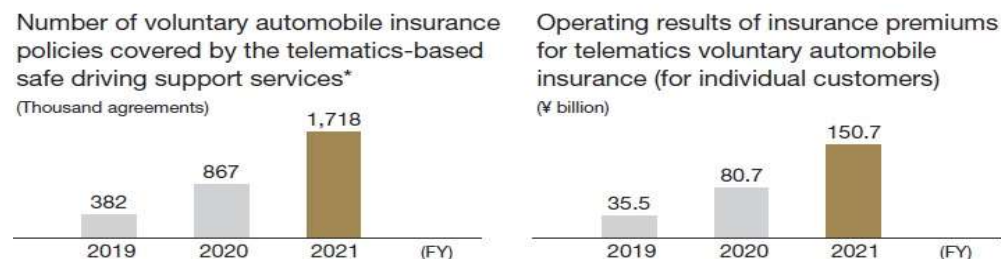 Number of voluntary automobile insurance
policies covered by the telematics-based
safe driving support services*
(Thousand agreements)
1,718
867
382
2019 2020 2021 (FY)
Operating results of insurance premiums
for telematics voluntary automobile
insurance (for individual customers)
(¥ billion)
150.7
80.7
35.5
2019 2020 2021 (FY)